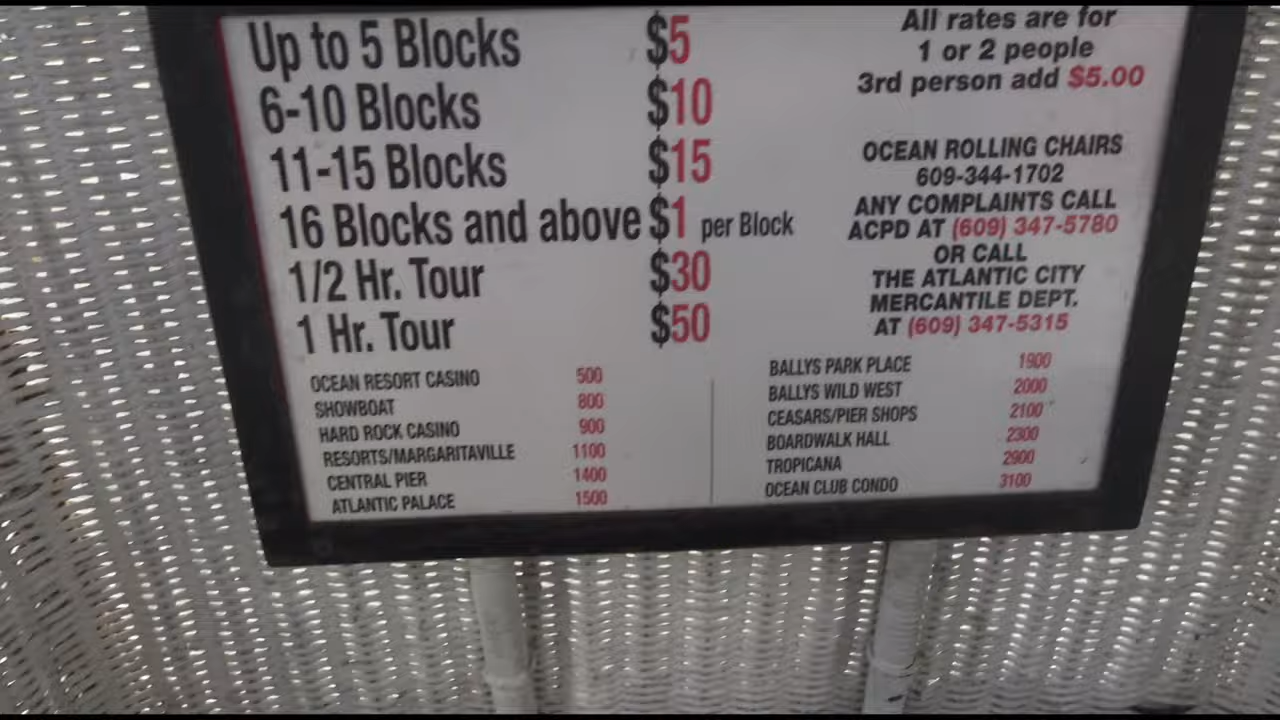 Up to 5 Blocks $5
6-10 Blocks $10
11-15 Blocks $15
16 Blocks and above $1 per Block
1/2 Hr. Tour $30
1 Hr. Tour $50
All rates are for
1 or 2 people
3rd person add $5.00
OCEAN ROLLING CHAIRS
609-344-1702
ANY COMPLAINTS CALL
ACPD AT (609) 347-5780
OR CALL
THE ATLANTIC CITY
MERCANTILE DEPT.
AT (609) 347-5315
OCEAN RESORT CASINO 500
SHOWBOAT 800
HARD ROCK CASINO 900
RESORTS/MARGARITAVILLE 1100
CENTRAL PIER 1400
ATLANTIC PALACE 1500
BALLYS PARK PLACE 1900
BALLYS WILD WEST 2000
CEASARS/PIER SHOPS 2100
BOARDWALK HALL 2300
TROPICANA 2900
OCEAN CLUB CONDO 3100